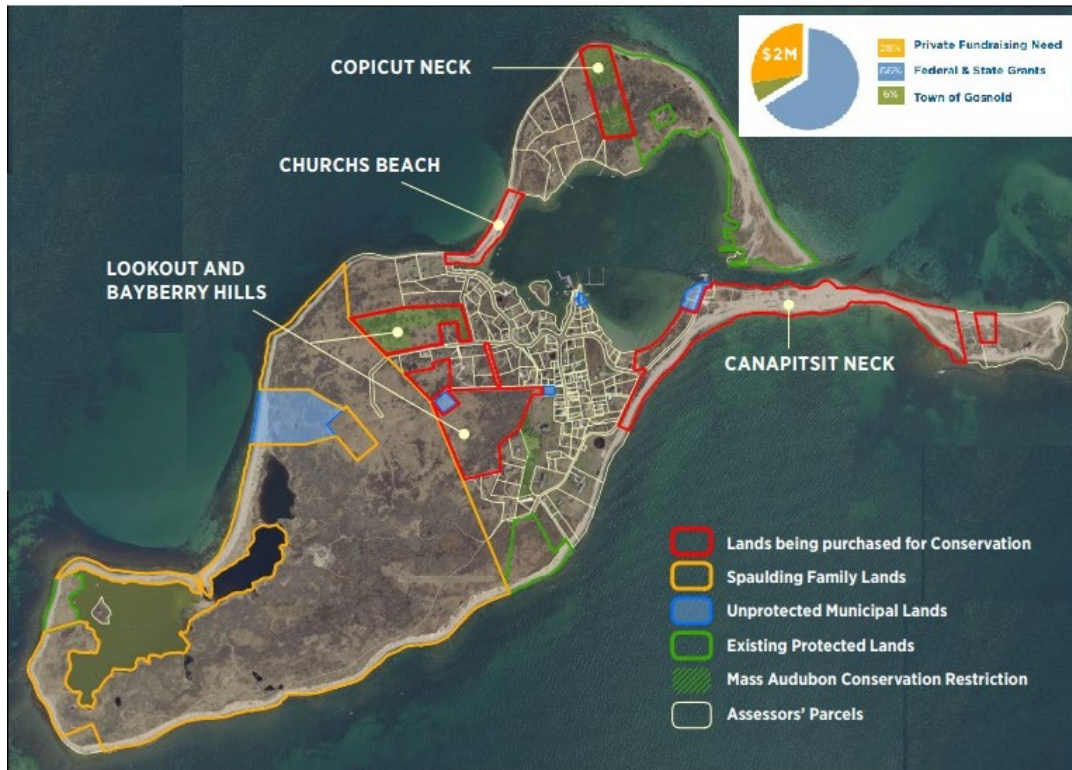 COPICUT NECK
CHURCHS BEACH
LOOKOUT AND
BAYBERRY HILLS
CANAPITSIT NECK
$2M
28% Private Fundraising Need
66% Federal & State Grants
6% Town of Gosnold
Lands being purchased for Conservation
Spaulding Family Lands
Unprotected Municipal Lands
Existing Protected Lands
Mass Audubon Conservation Restriction
Assessors' Parcels